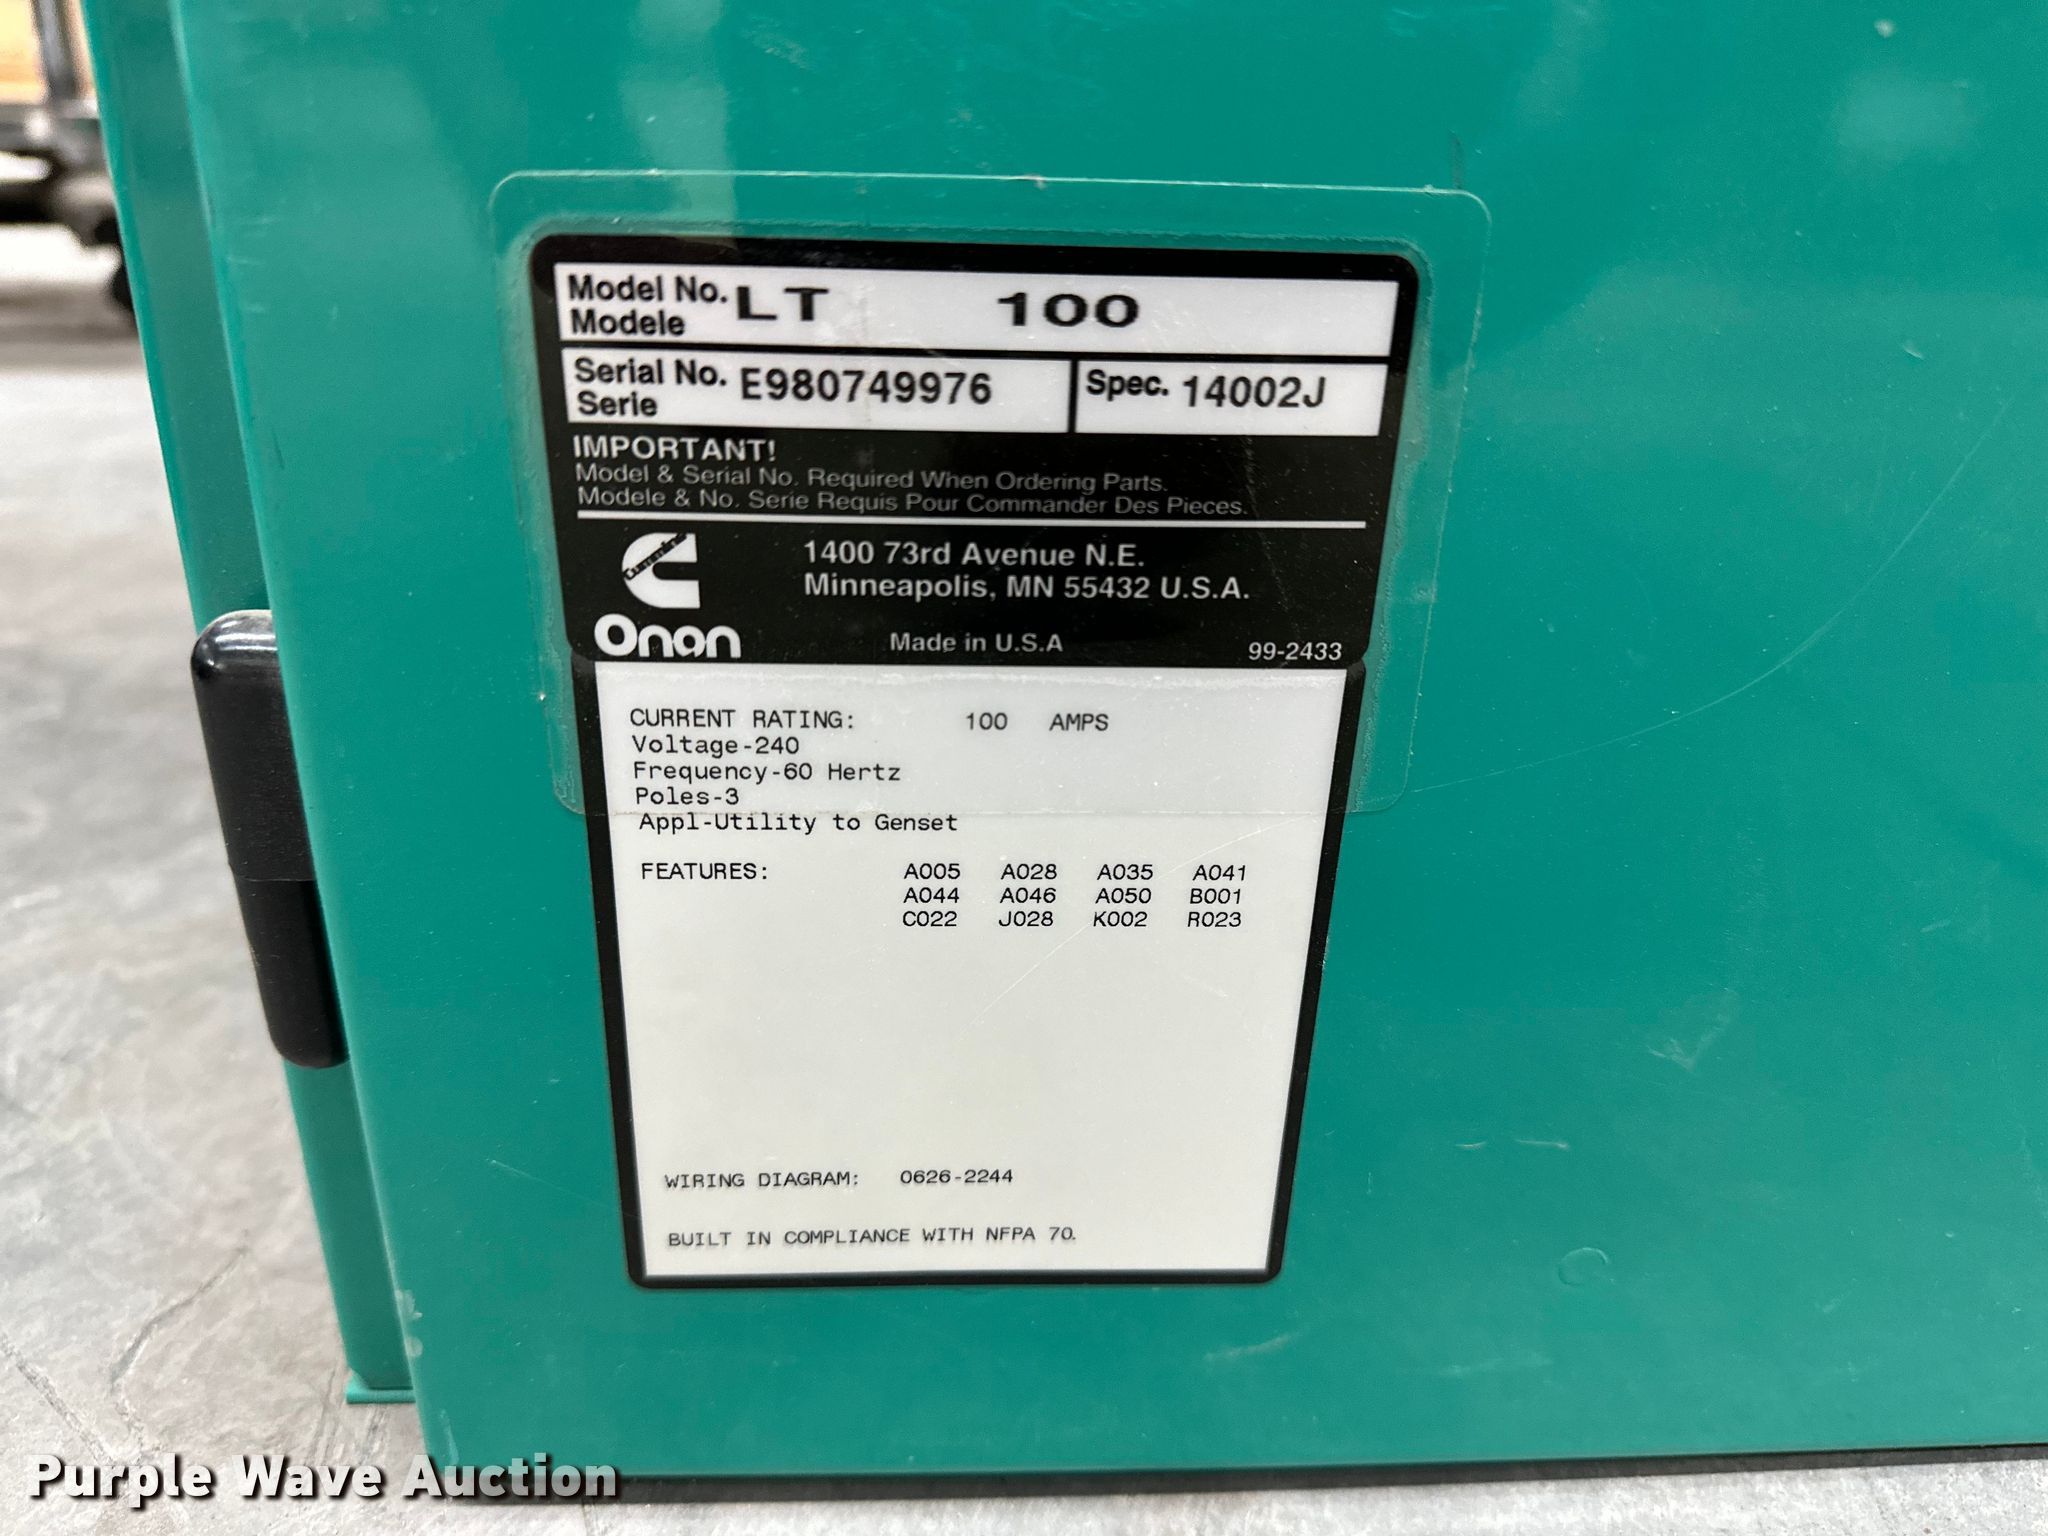 Model No. LT 100
Modele
Serial No. E980749976
Serie
Spec. 14002J
IMPORTANT!
Model & Serial No. Required When Ordering Parts.
Modele & No. Serie Requis Pour Commander Des Pieces.
Cummins
Onan
1400 73rd Avenue N.E.
Minneapolis, MN 55432 U.S.A.
Made in U.S.A
99-2433
CURRENT RATING: 100 AMPS
Voltage-240
Frequency-60 Hertz
Poles-3
Appl-Utility to Genset
FEATURES: A005 A028 A035 A041
A044 A046 A050 B001
C022 J028 K002 R023
WIRING DIAGRAM: 0626-2244
BUILT IN COMPLIANCE WITH NFPA 70.
Purple Wave Auction